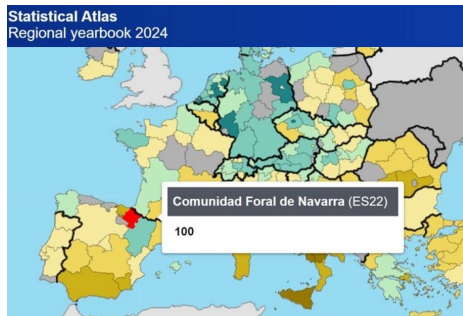 Statistical Atlas
Regional yearbook 2024
Comunidad Foral de Navarra (ES22)
100